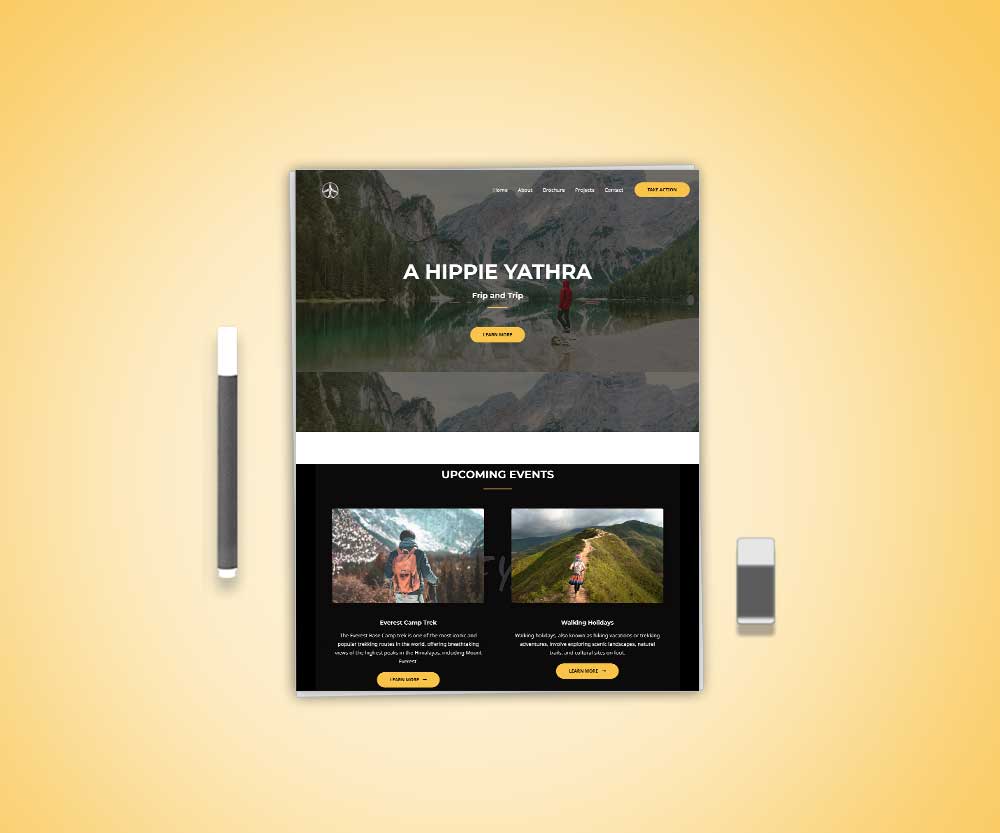 Home About Brochure Projects Contact TAKE ACTION
A HIPPIE YATHRA
Frip and Trip
LEARN MORE
UPCOMING EVENTS
Everest Camp Trek
The Everest Base Camp trek is one of the most iconic and
popular trekking routes in the world, offering breathtaking
views of the highest peaks in the Himalayas, including Mount
Everest
LEARN MORE →
Walking Holidays
Walking holidays, also known as hiking vacations or trekking
adventures, involve exploring scenic landscapes, natural
trails, and cultural sites on foot.
LEARN MORE →